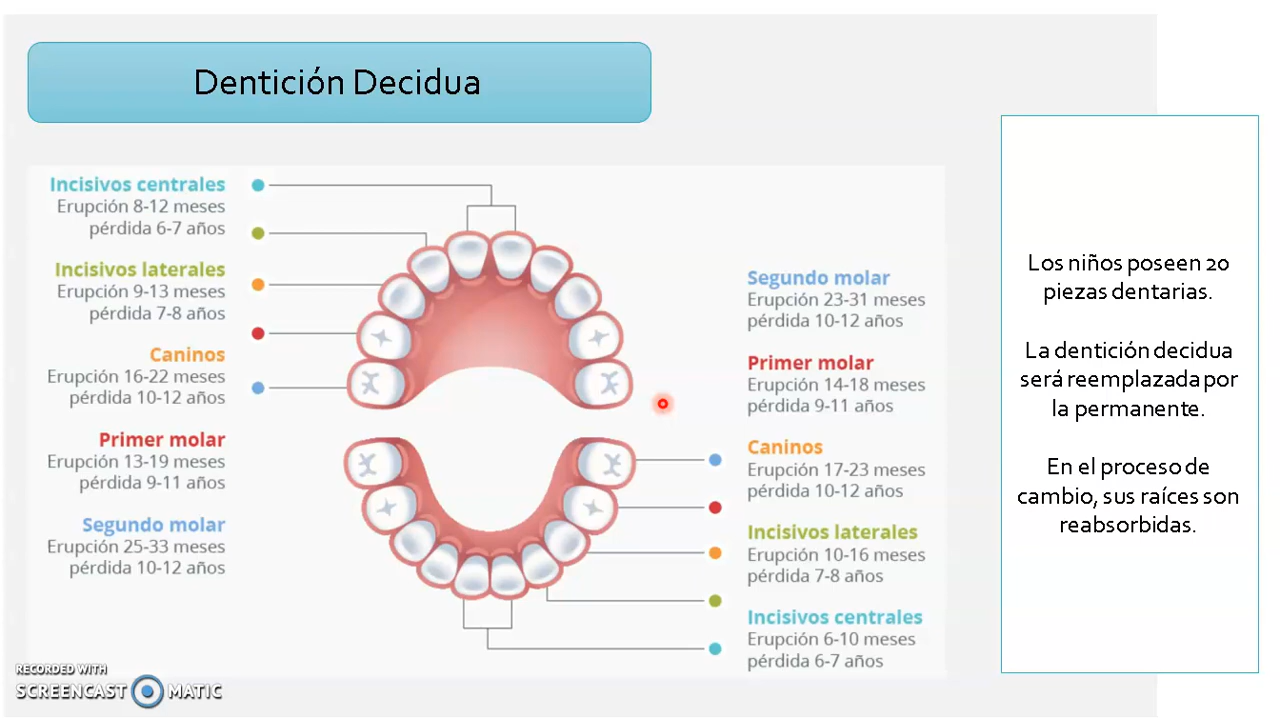 Dentición Decidua
Incisivos centrales
Erupción 8-12 meses
pérdida 6-7 años
Incisivos laterales
Erupción 9-13 meses
pérdida 7-8 años
Caninos
Erupción 16-22 meses
pérdida 10-12 años
Primer molar
Erupción 13-19 meses
pérdida 9-11 años
Segundo molar
Erupción 25-33 meses
pérdida 10-12 años
Segundo molar
Erupción 23-31 meses
pérdida 10-12 años
Primer molar
Erupción 14-18 meses
pérdida 9-11 años
Caninos
Erupción 17-23 meses
pérdida 10-12 años
Incisivos laterales
Erupción 10-16 meses
pérdida 7-8 años
Incisivos centrales
Erupción 6-10 meses
pérdida 6-7 años
Los niños poseen 20
piezas dentarias.
La dentición decidua
será reemplazada por
la permanente.
En el proceso de
cambio, sus raíces son
reabsorbidas.
RECORDED WITH
SCREENCAST MATIC